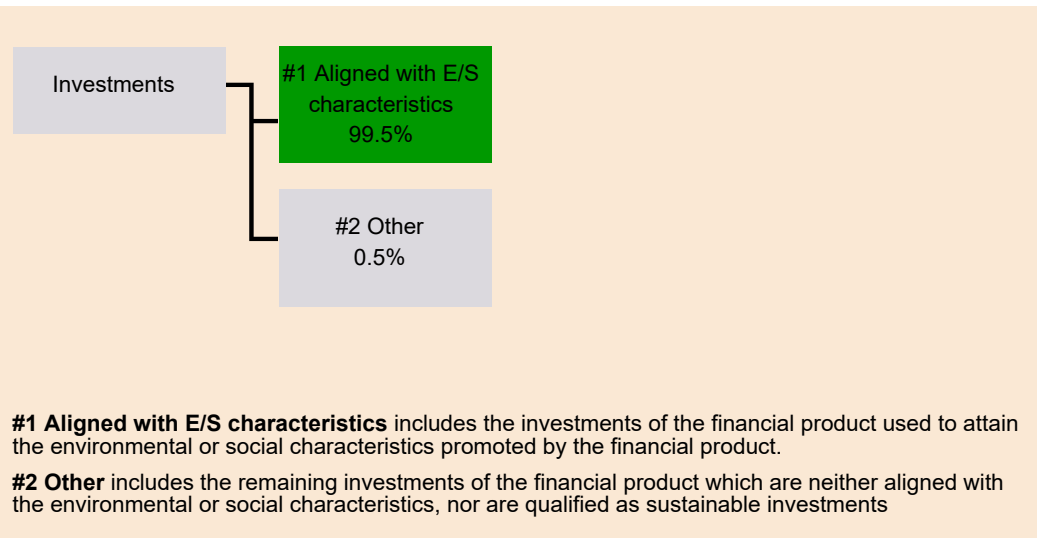 Investments
#1 Aligned with E/S
characteristics
99.5%
#2 Other
0.5%
#1 Aligned with E/S characteristics includes the investments of the financial product used to attain
the environmental or social characteristics promoted by the financial product.
#2 Other includes the remaining investments of the financial product which are neither aligned with
the environmental or social characteristics, nor are qualified as sustainable investments